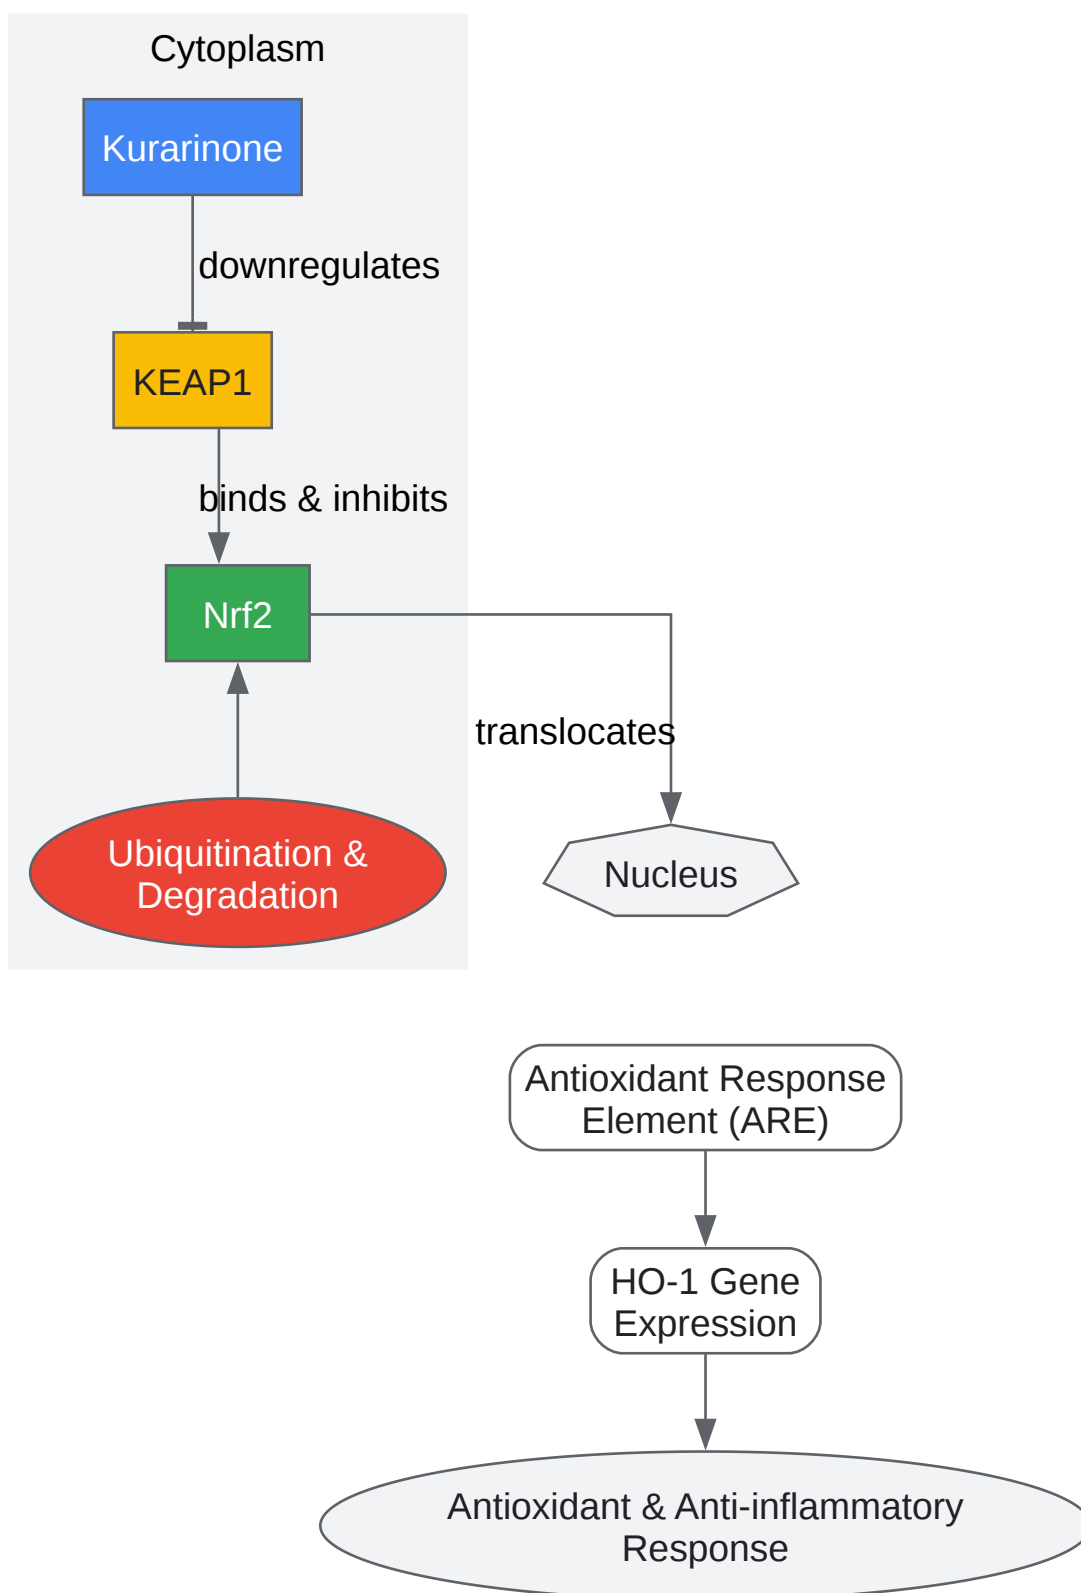 Cytoplasm
Kurarinone
downregulates
KEAP1
binds & inhibits
Nrf2
translocates
Ubiquitination &
Degradation
Nucleus
Antioxidant Response
Element (ARE)
HO-1 Gene
Expression
Antioxidant & Anti-inflammatory
Response